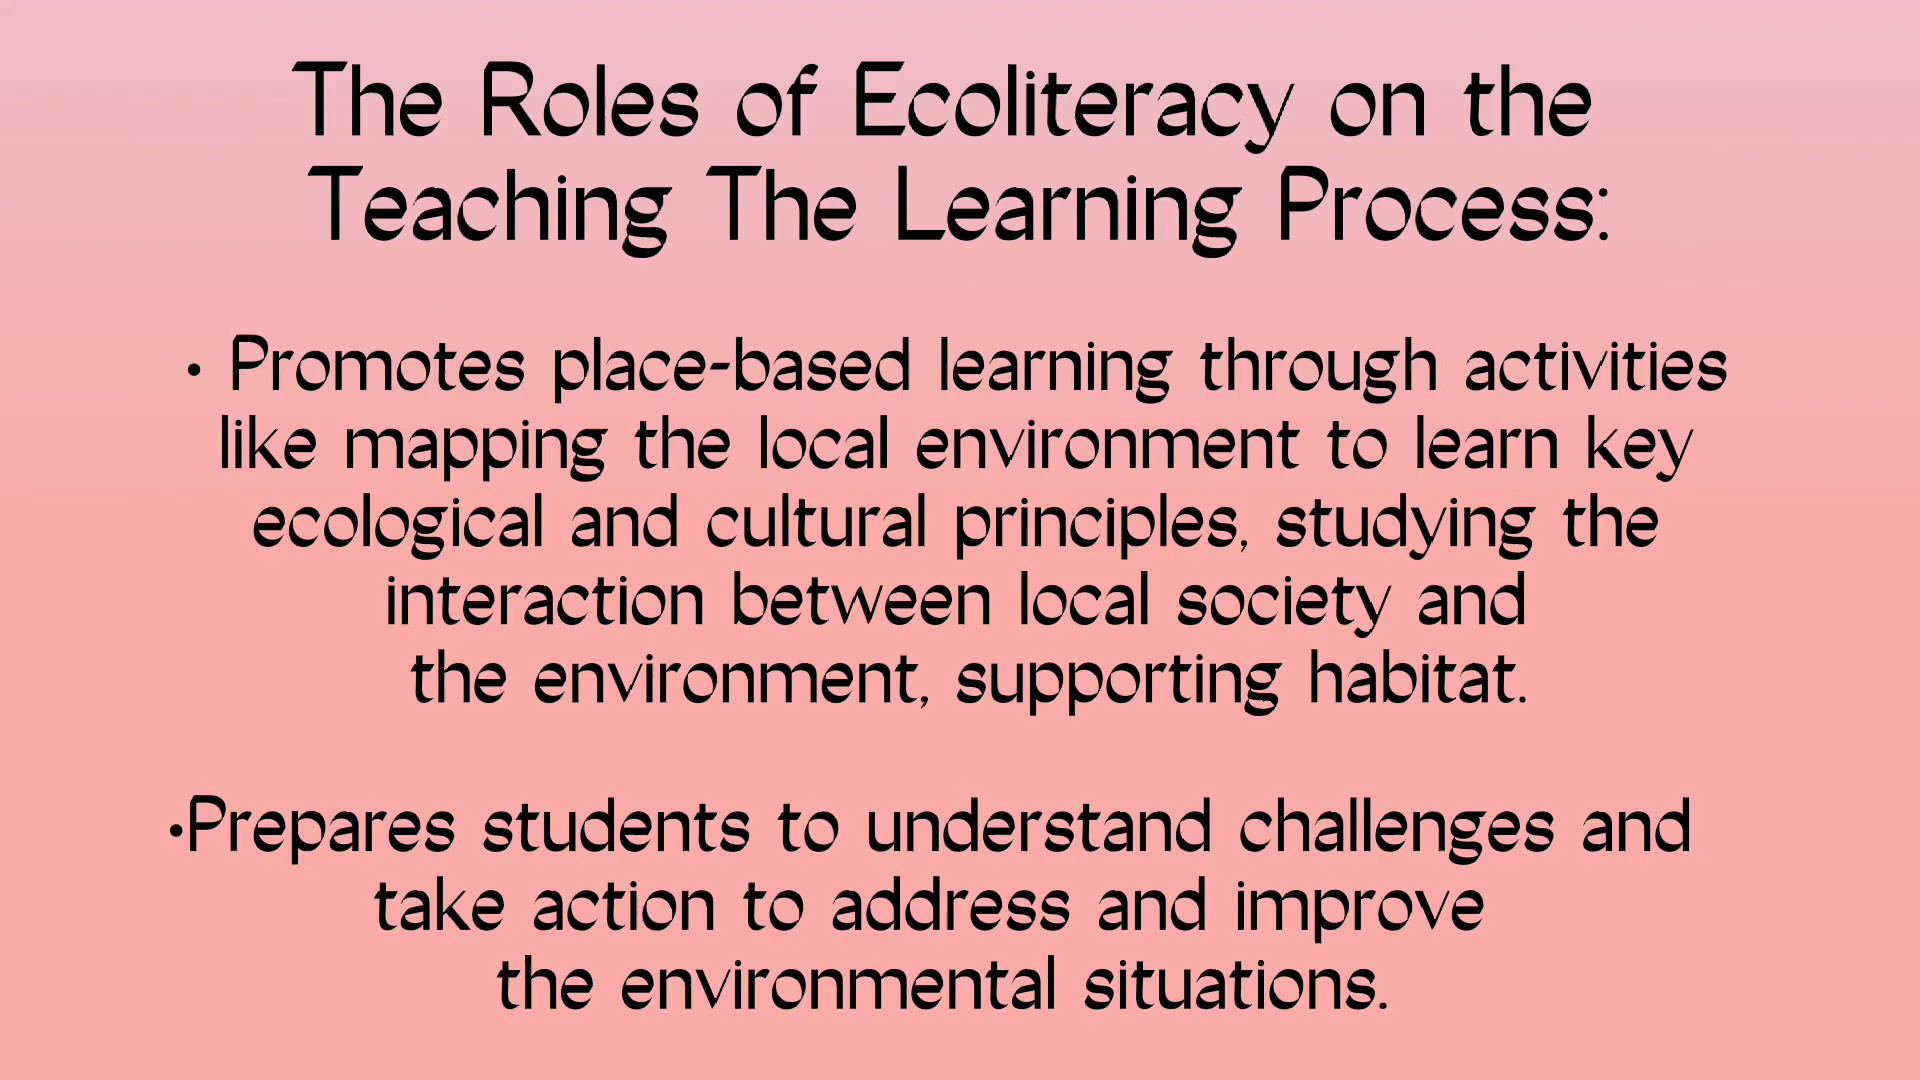 The Roles of Ecoliteracy on the
Teaching The Learning Process:
• Promotes place-based learning through activities
like mapping the local environment to learn key
ecological and cultural principles, studying the
interaction between local society and
the environment, supporting habitat.
•Prepares students to understand challenges and
take action to address and improve
the environmental situations.